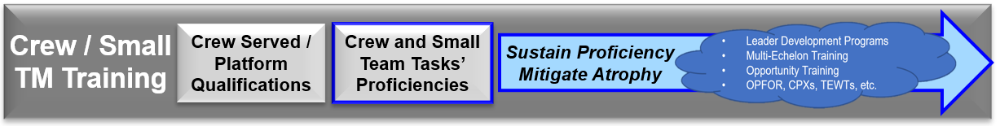 Crew / Small
TM Training
Crew Served /
Platform
Qualifications
Crew and Small
Team Tasks’
Proficiencies
Sustain Proficiency
Mitigate Atrophy
• Leader Development Programs
• Multi-Echelon Training
• Opportunity Training
• OPFOR, CPXs, TEWTs, etc.